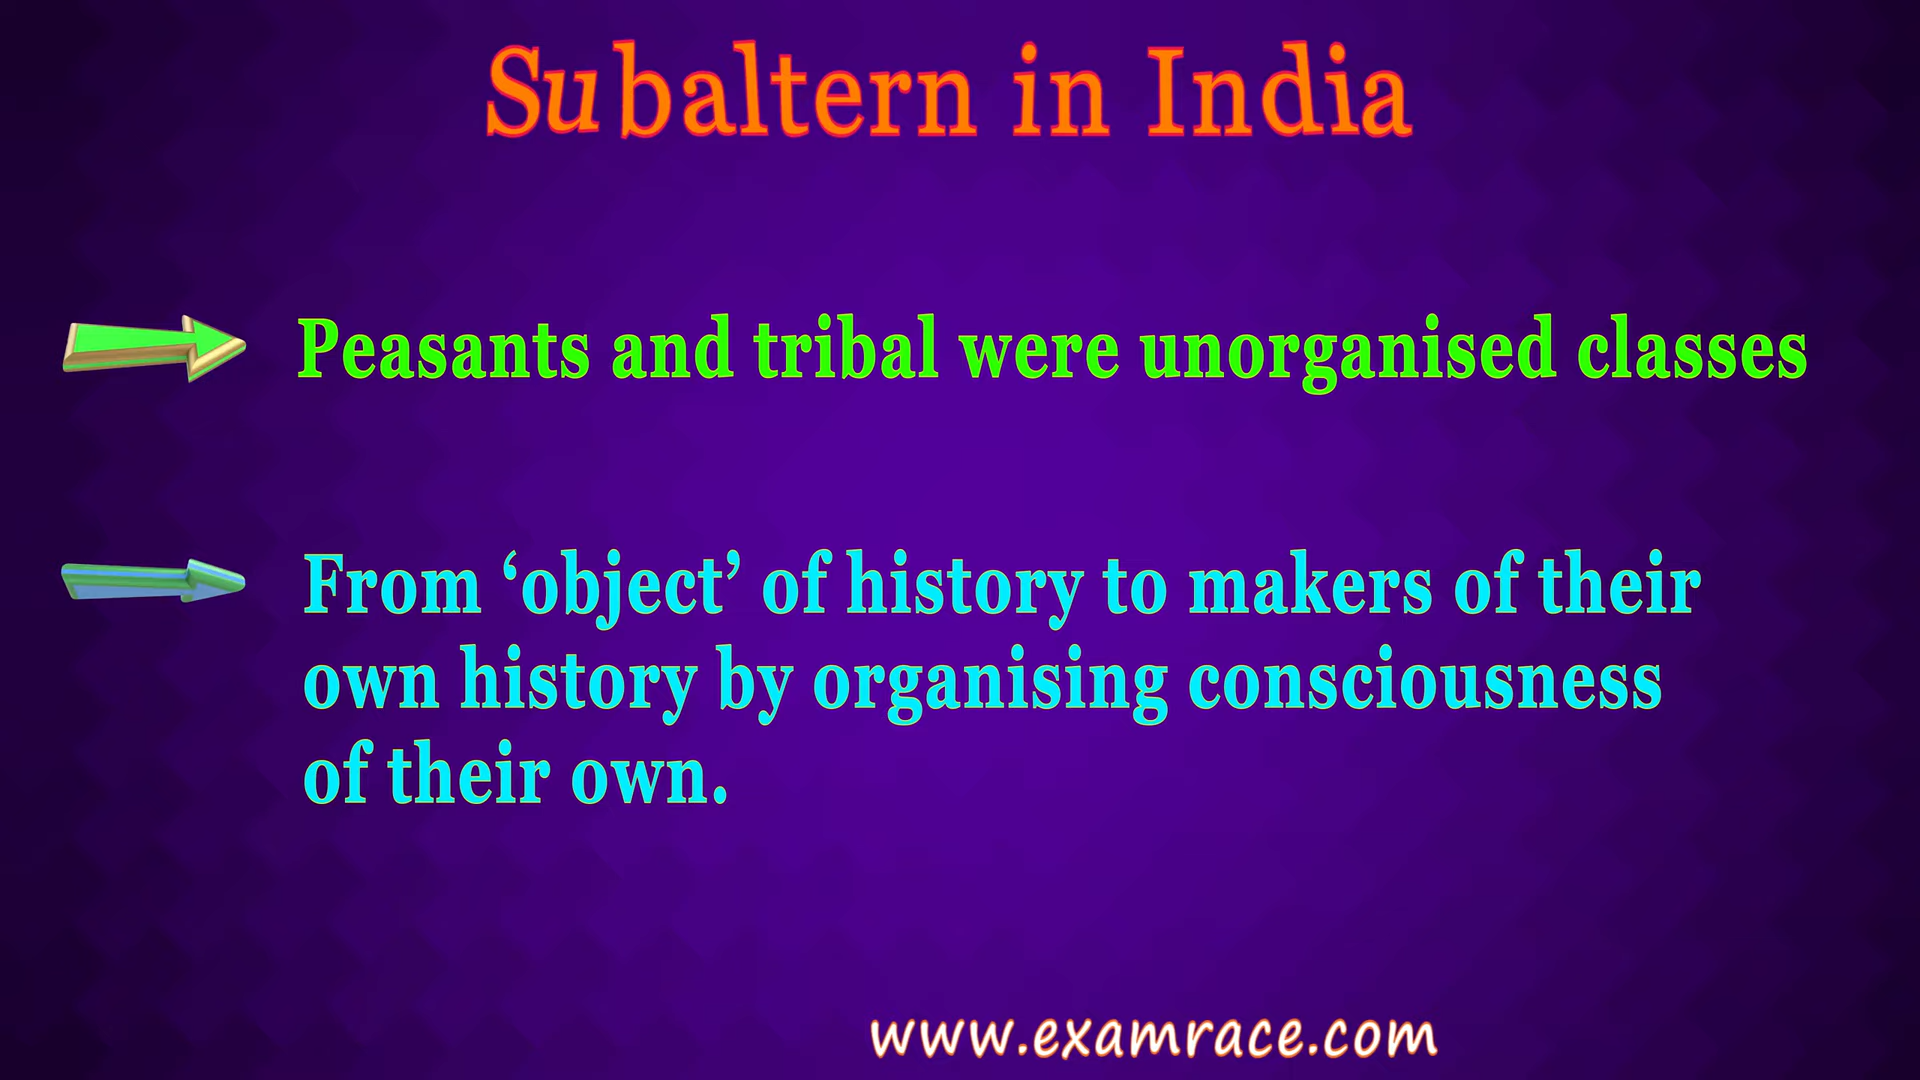 Subaltern in India
Peasants and tribal were unorganised classes
From ‘object’ of history to makers of their
own history by organising consciousness
of their own.
www.examrace.com